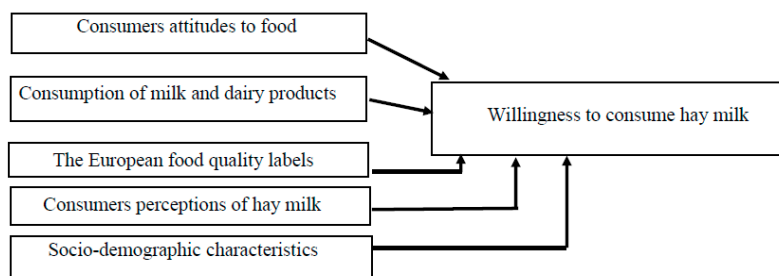 Consumers attitudes to food
Consumption of milk and dairy products
Willingness to consume hay milk
The European food quality labels
Consumers perceptions of hay milk
Socio-demographic characteristics